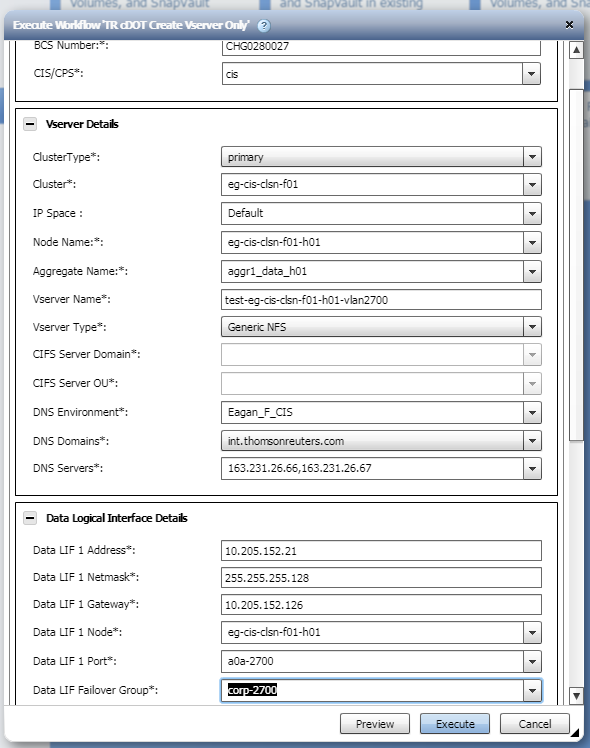 Volumes, and SnapVault
and SnapVault in existing
Volumes, and Sna
Execute Workflow 'TR cDOT Create Vserver Only'
BCS Number:*: CHG0280027
CIS/CPS*: cis
Vserver Details
ClusterType*: primary
Cluster*: eg-cis-clsn-f01
IP Space : Default
Node Name:*: eg-cis-clsn-f01-h01
Aggregate Name:*: aggr1_data_h01
Vserver Name*: test-eg-cis-clsn-f01-h01-vlan2700
Vserver Type*: Generic NFS
CIFS Server Domain*:
CIFS Server OU*:
DNS Environment*: Eagan_F_CIS
DNS Domains*: int.thomsonreuters.com
DNS Servers*: 163.231.26.66,163.231.26.67
Data Logical Interface Details
Data LIF 1 Address*: 10.205.152.21
Data LIF 1 Netmask*: 255.255.255.128
Data LIF 1 Gateway*: 10.205.152.126
Data LIF 1 Node*: eg-cis-clsn-f01-h01
Data LIF 1 Port*: a0a-2700
Data LIF Failover Group*: corp-2700
Preview Execute Cancel